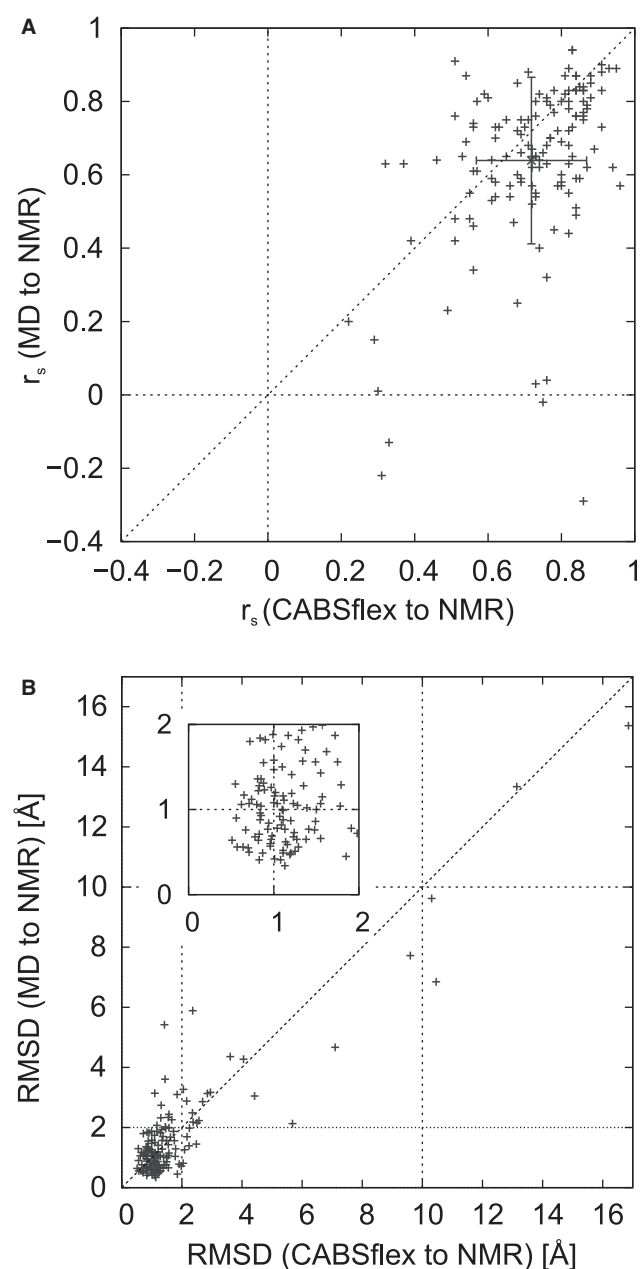 A
1
0.8
0.6
0.4
0.2
0
−0.2
−0.4
−0.4 −0.2 0 0.2 0.4 0.6 0.8 1
rs (MD to NMR)
rs (CABSflex to NMR)
B
16
14
12
10
8
6
4
2
0
0 2 4 6 8 10 12 14 16
2
1
0
0 1 2
RMSD (MD to NMR) [Å]
RMSD (CABSflex to NMR) [Å]